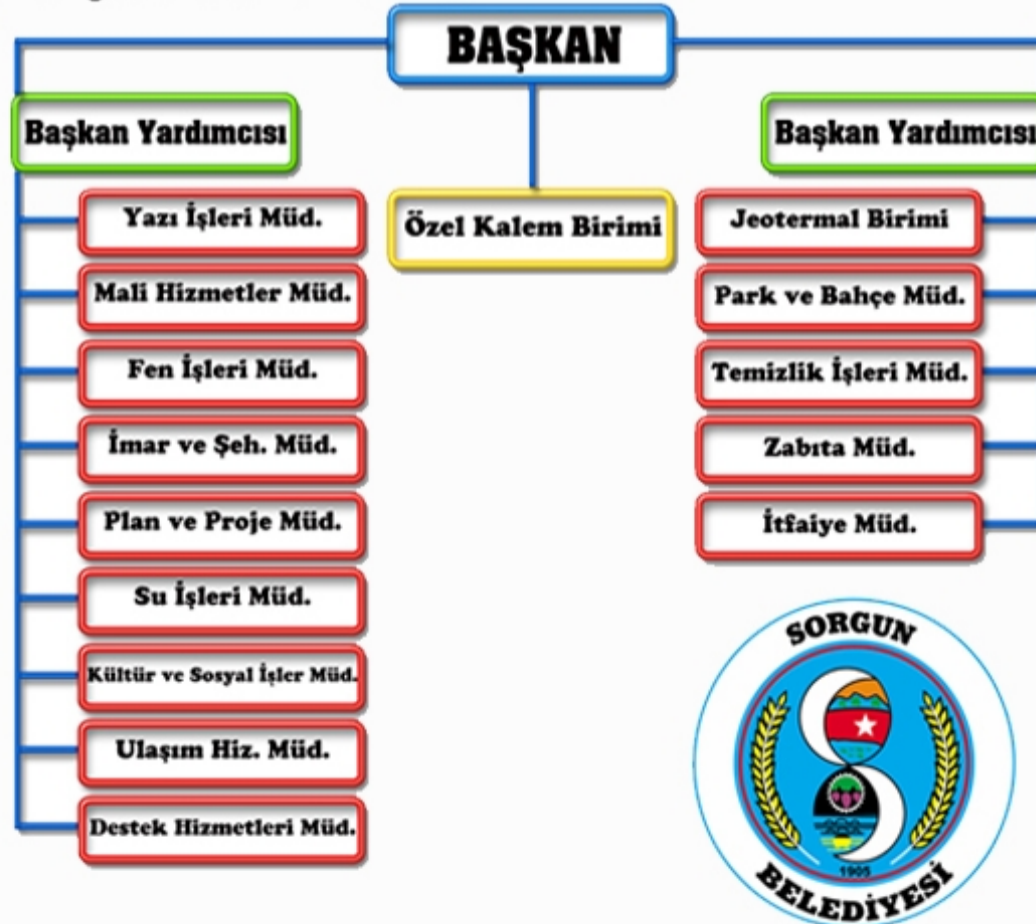 BAŞKAN
Başkan Yardımcısı
Yazı İşleri Müd.
Mali Hizmetler Müd.
Fen İşleri Müd.
İmar ve Şeh. Müd.
Plan ve Proje Müd.
Su İşleri Müd.
Kültür ve Sosyal İşler Müd.
Ulaşım Hiz. Müd.
Destek Hizmetleri Müd.
Özel Kalem Birimi
Başkan Yardımcısı
Jeotermal Birimi
Park ve Bahçe Müd.
Temizlik İşleri Müd.
Zabıta Müd.
İtfaiye Müd.
SORGUN
1905
BELEDİYESİ